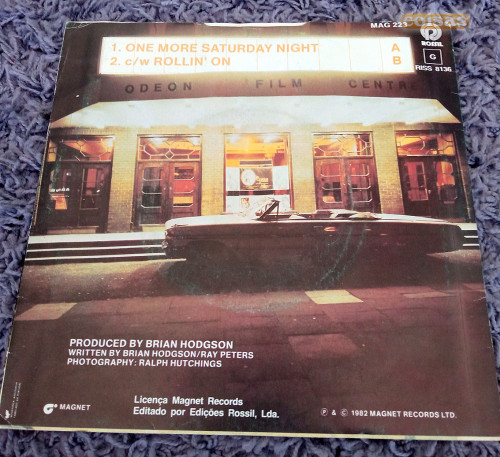 coisas
MAG 223
1. ONE MORE SATURDAY NIGHT A
2. c/w ROLLIN' ON B
ROSSIL
G
RISS 8136
ODEON FILM CENTRE
PRODUCED BY BRIAN HODGSON
WRITTEN BY BRIAN HODGSON/RAY PETERS
PHOTOGRAPHY: RALPH HUTCHINGS
MAGNET
Licença Magnet Records
Editado por Edições Rossil, Lda.
℗ & © 1982 MAGNET RECORDS LTD.